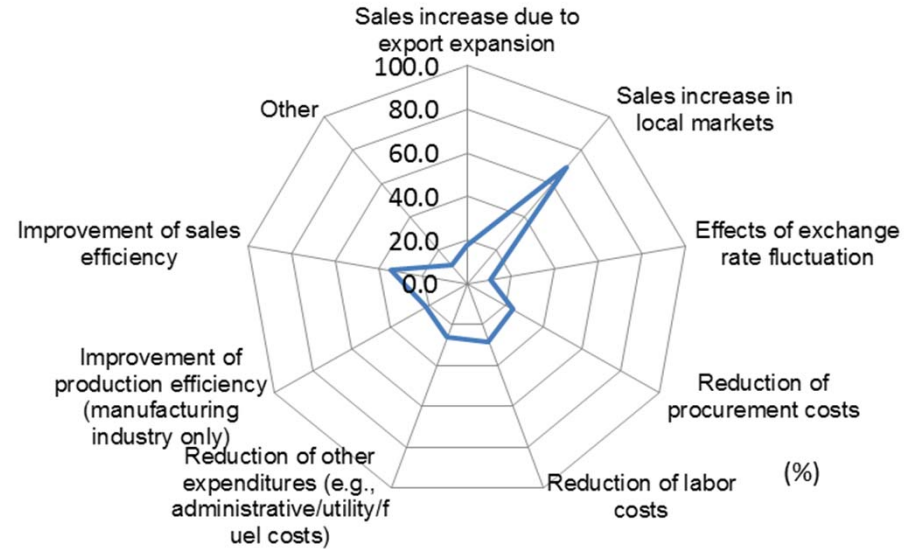 Sales increase due to
export expansion
100.0
80.0
60.0
40.0
20.0
0.0
Sales increase in
local markets
Effects of exchange
rate fluctuation
Reduction of
procurement costs
(%)
Reduction of labor
costs
Reduction of other
expenditures (e.g.,
administrative/utility/f
uel costs)
Improvement of
production efficiency
(manufacturing
industry only)
Improvement of sales
efficiency
Other